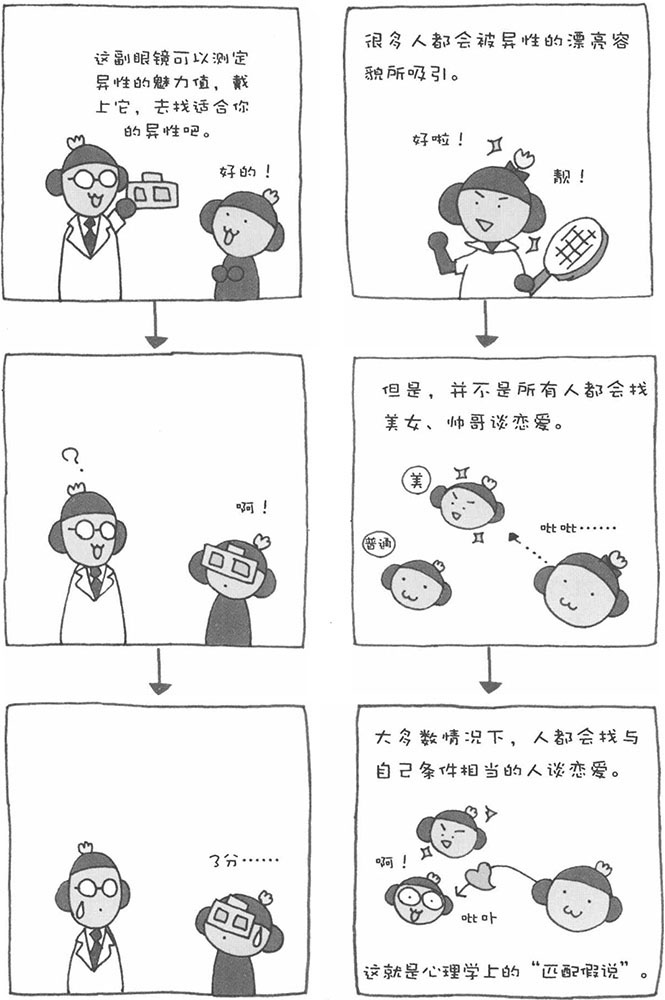 这副眼镜可以测定
异性的魅力值，戴
上它，去找适合你
的异性吧。
好的！
?
啊！
3分……
很多人都会被异性的漂亮容
貌所吸引。
好啦！
靓！
但是，并不是所有人都会找
美女、帅哥谈恋爱。
美
吡吡……
普通
大多数情况下，人都会找与
自己条件相当的人谈恋爱。
啊！
吡卟
这就是心理学上的“匹配假说”。